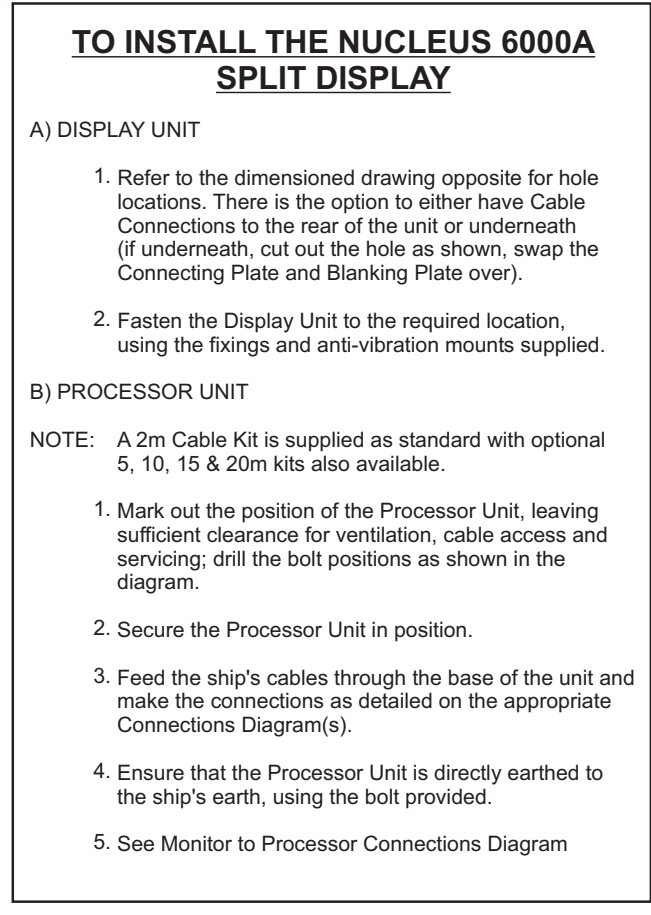 TO INSTALL THE NUCLEUS 6000A
SPLIT DISPLAY
A) DISPLAY UNIT
1. Refer to the dimensioned drawing opposite for hole
locations. There is the option to either have Cable
Connections to the rear of the unit or underneath
(if underneath, cut out the hole as shown, swap the
Connecting Plate and Blanking Plate over).
2. Fasten the Display Unit to the required location,
using the fixings and anti-vibration mounts supplied.
B) PROCESSOR UNIT
NOTE: A 2m Cable Kit is supplied as standard with optional
5, 10, 15 & 20m kits also available.
1. Mark out the position of the Processor Unit, leaving
sufficient clearance for ventilation, cable access and
servicing; drill the bolt positions as shown in the
diagram.
2. Secure the Processor Unit in position.
3. Feed the ship's cables through the base of the unit and
make the connections as detailed on the appropriate
Connections Diagram(s).
4. Ensure that the Processor Unit is directly earthed to
the ship's earth, using the bolt provided.
5. See Monitor to Processor Connections Diagram